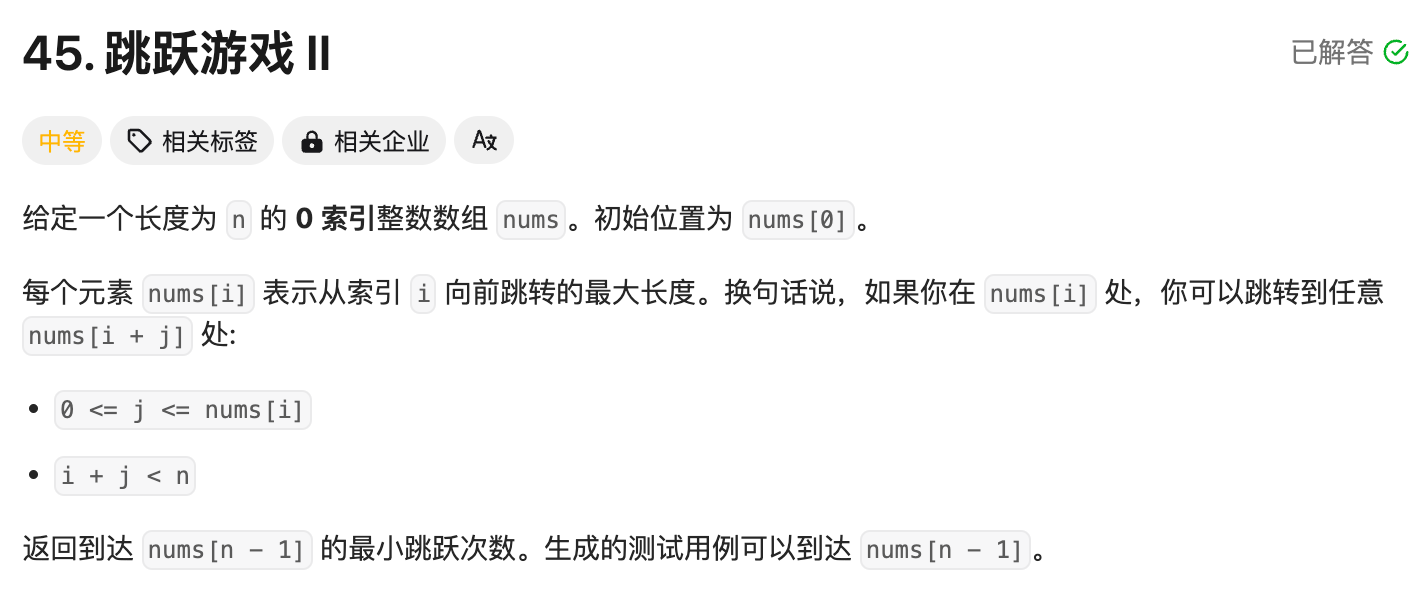 45. 跳跃游戏 II
已解答
中等
相关标签
相关企业
给定一个长度为 n 的 0 索引整数数组 nums。初始位置为 nums[0]。
每个元素 nums[i] 表示从索引 i 向前跳转的最大长度。换句话说，如果你在 nums[i] 处，你可以跳转到任意
nums[i + j] 处:
• 0 <= j <= nums[i]
• i + j < n
返回到达 nums[n - 1] 的最小跳跃次数。生成的测试用例可以到达 nums[n - 1]。